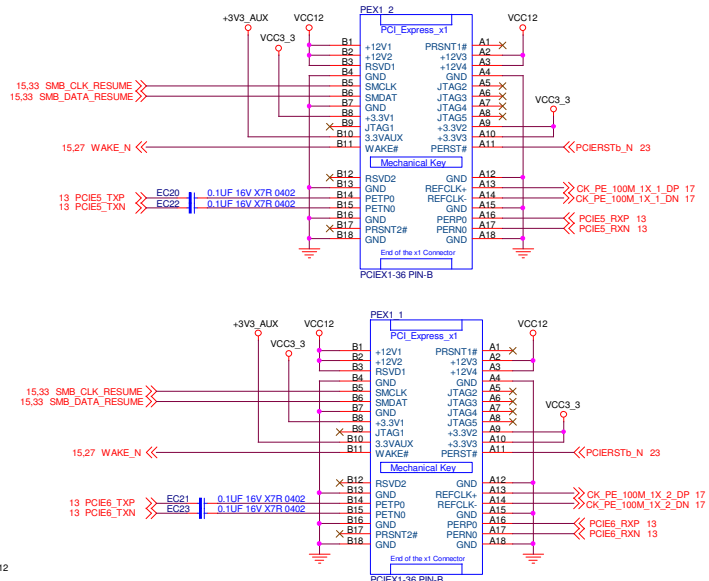 PEX1_2
+3V3_AUX VCC12 VCC12
PCI_Express_x1
VCC3_3
B1 +12V1 PRSNT1# A1
B2 +12V2 +12V3 A2
B3 RSVD1 +12V4 A3
B4 GND GND A4
15,33 SMB_CLK_RESUME B5 SMCLK JTAG2 A5
15,33 SMB_DATA_RESUME B6 SMDAT JTAG3 A6
B7 GND JTAG4 A7
VCC3_3
B8 +3.3V1 JTAG5 A8
B9 JTAG1 +3.3V2 A9
B10 3.3VAUX +3.3V3 A10
15,27 WAKE_N B11 WAKE# PERST# A11 PCIERSTb_N 23
Mechanical Key
B12 RSVD2 GND A12
B13 GND REFCLK+ A13 CK_PE_100M_1X_1_DP 17
13 PCIE5_TXP EC20 0.1UF 16V X7R 0402 B14 PETP0 REFCLK- A14 CK_PE_100M_1X_1_DN 17
13 PCIE5_TXN EC22 0.1UF 16V X7R 0402 B15 PETN0 GND A15
B16 GND PERP0 A16 PCIE5_RXP 13
B17 PRSNT2# PERN0 A17 PCIE5_RXN 13
B18 GND GND A18
End of the x1 Connector
PCIEX1-36 PIN-B
PEX1_1
+3V3_AUX VCC12 VCC12
PCI_Express_x1
VCC3_3
B1 +12V1 PRSNT1# A1
B2 +12V2 +12V3 A2
B3 RSVD1 +12V4 A3
B4 GND GND A4
15,33 SMB_CLK_RESUME B5 SMCLK JTAG2 A5
15,33 SMB_DATA_RESUME B6 SMDAT JTAG3 A6
B7 GND JTAG4 A7
VCC3_3
B8 +3.3V1 JTAG5 A8
B9 JTAG1 +3.3V2 A9
B10 3.3VAUX +3.3V3 A10
15,27 WAKE_N B11 WAKE# PERST# A11 PCIERSTb_N 23
Mechanical Key
B12 RSVD2 GND A12
B13 GND REFCLK+ A13 CK_PE_100M_1X_2_DP 17
13 PCIE6_TXP EC21 0.1UF 16V X7R 0402 B14 PETP0 REFCLK- A14 CK_PE_100M_1X_2_DN 17
13 PCIE6_TXN EC23 0.1UF 16V X7R 0402 B15 PETN0 GND A15
B16 GND PERP0 A16 PCIE6_RXP 13
B17 PRSNT2# PERN0 A17 PCIE6_RXN 13
B18 GND GND A18
End of the x1 Connector
12
PCIEX1-36 PIN-B